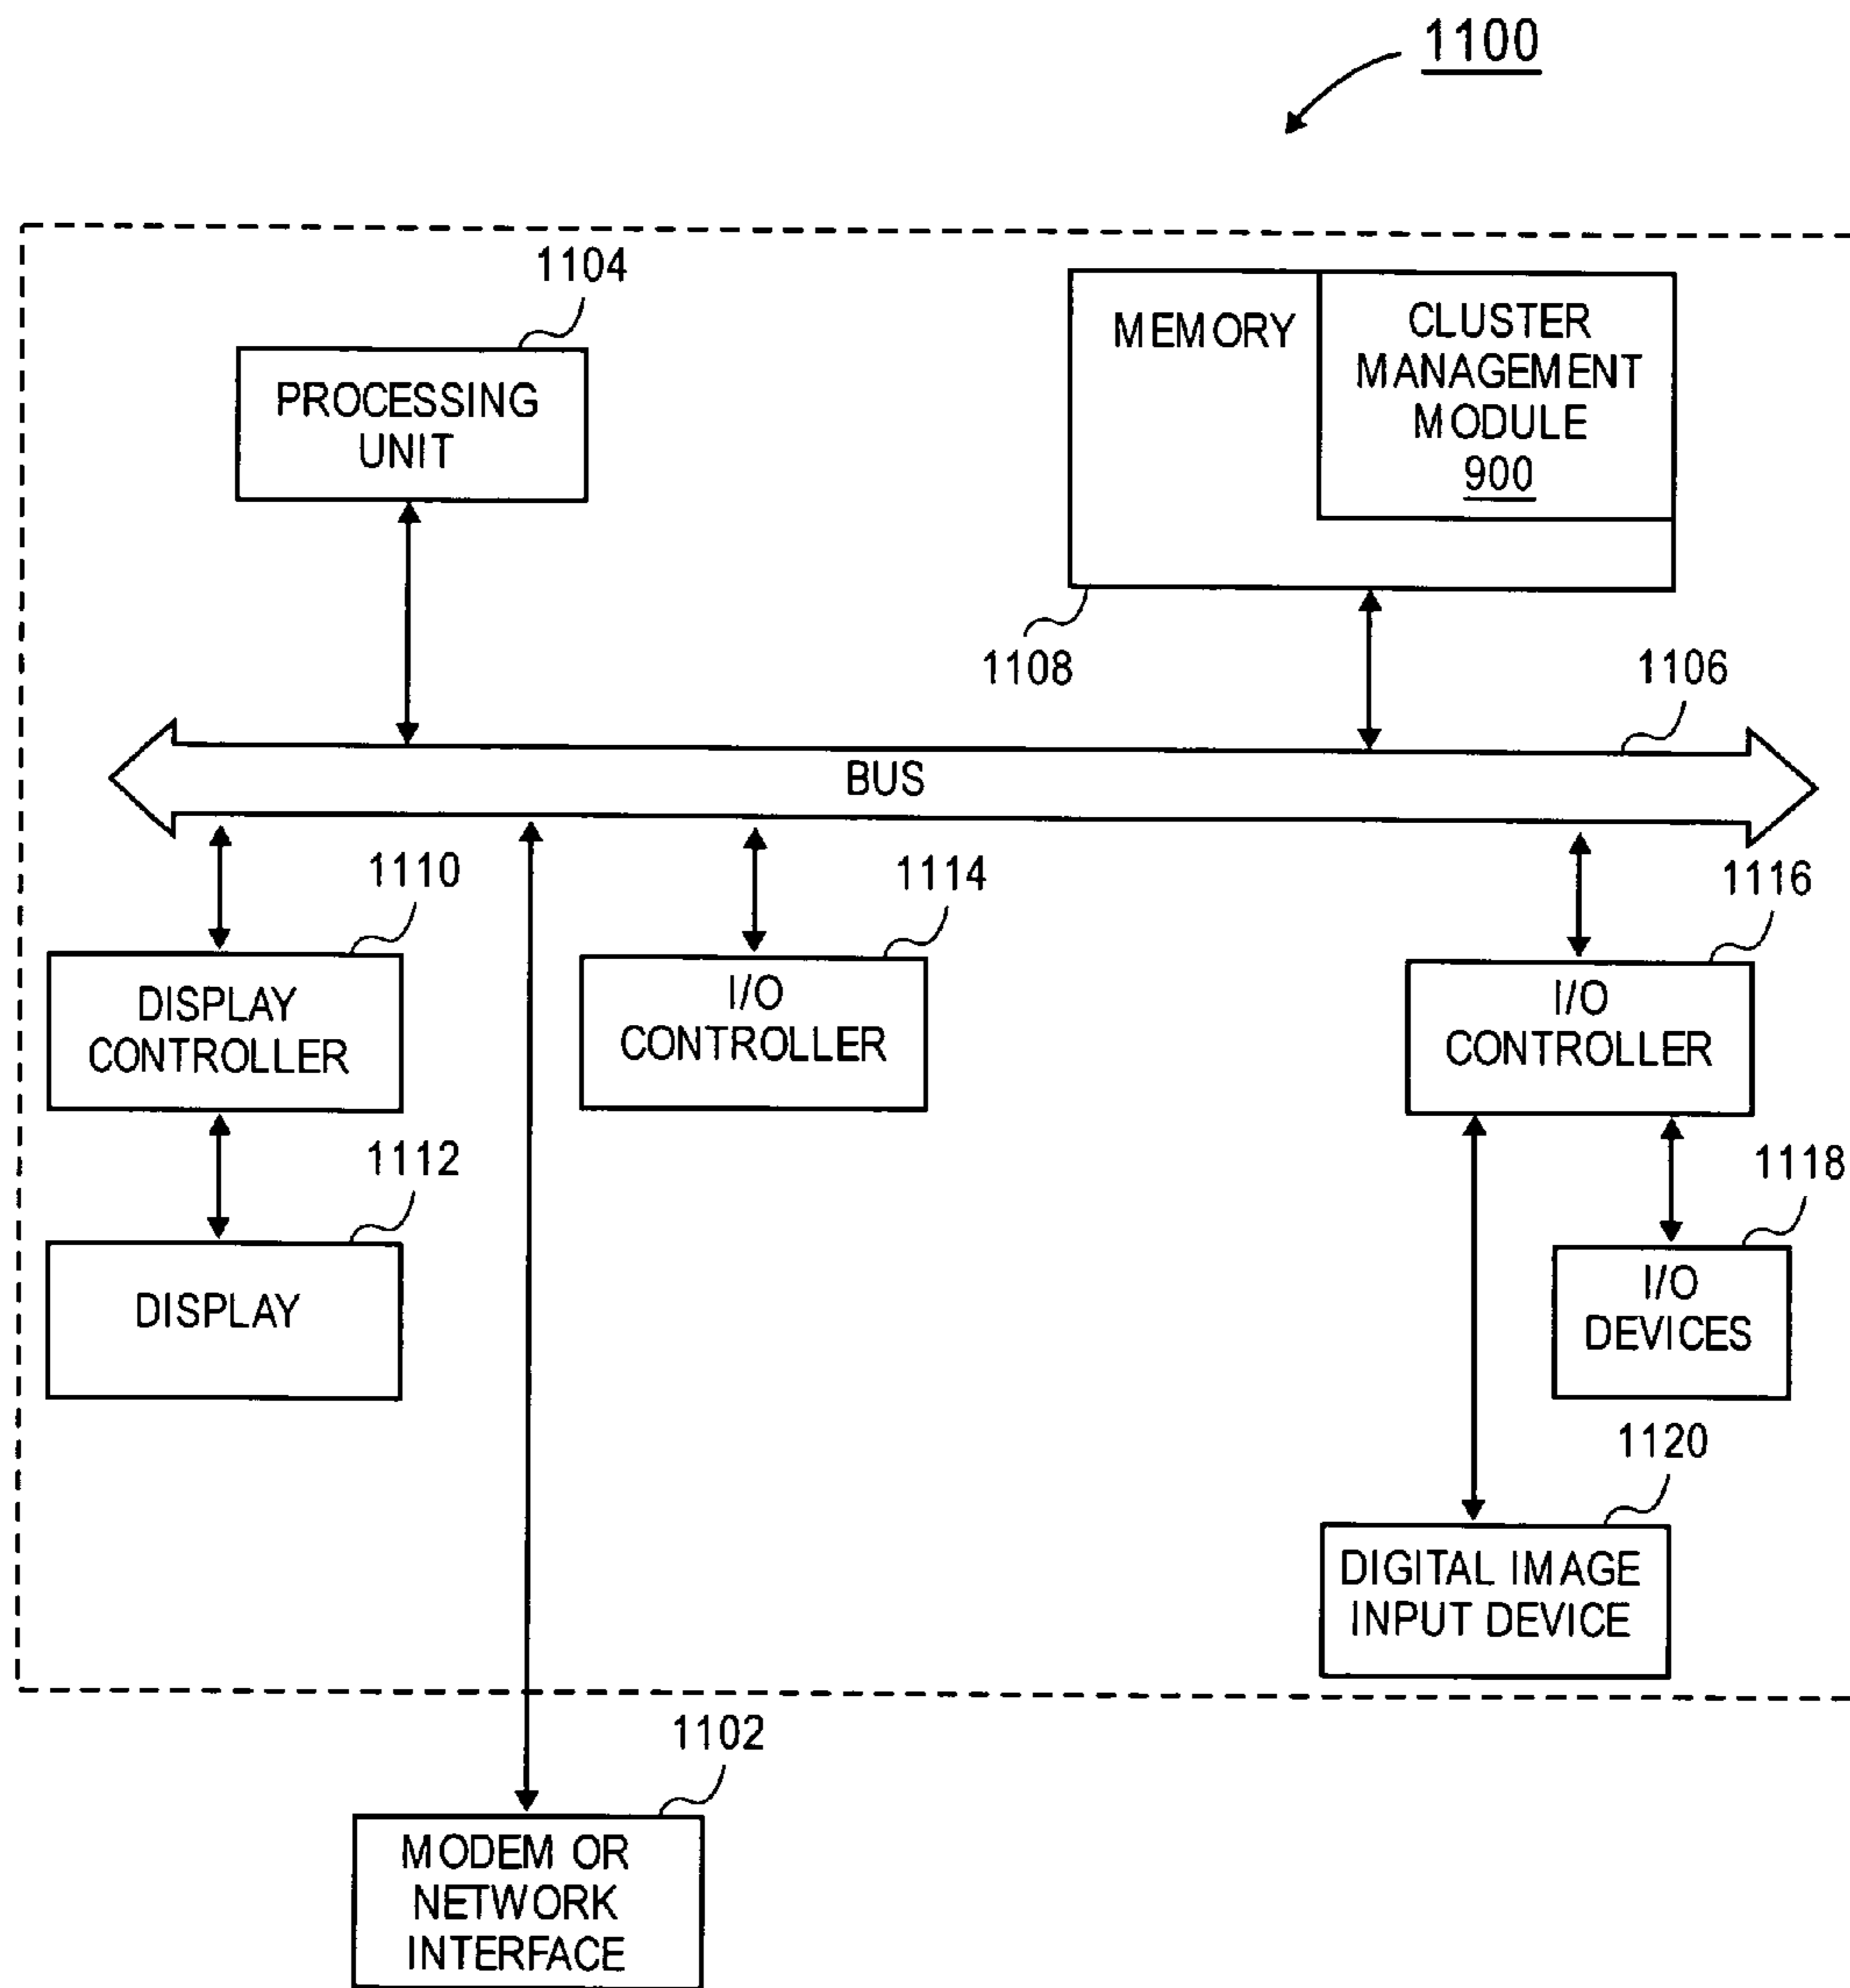 1100
1104
PROCESSING
UNIT
MEMORY
CLUSTER
MANAGEMENT
MODULE
900
1108
1106
BUS
1110
DISPLAY
CONTROLLER
1114
I/O
CONTROLLER
1116
I/O
CONTROLLER
1112
DISPLAY
1118
I/O
DEVICES
1120
DIGITAL IMAGE
INPUT DEVICE
1102
MODEM OR
NETWORK
INTERFACE